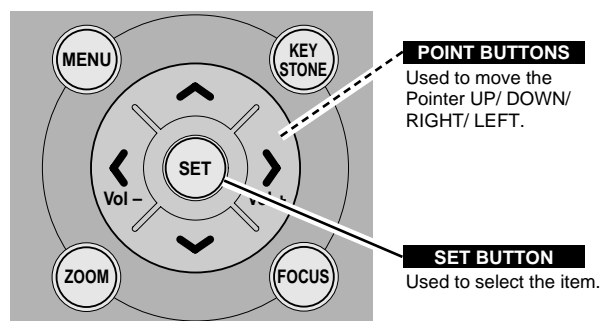 MENU
KEY
STONE
SET
Vol –
ZOOM
FOCUS
POINT BUTTONS
Used to move the
Pointer UP/ DOWN/
RIGHT/ LEFT.
SET BUTTON
Used to select the item.